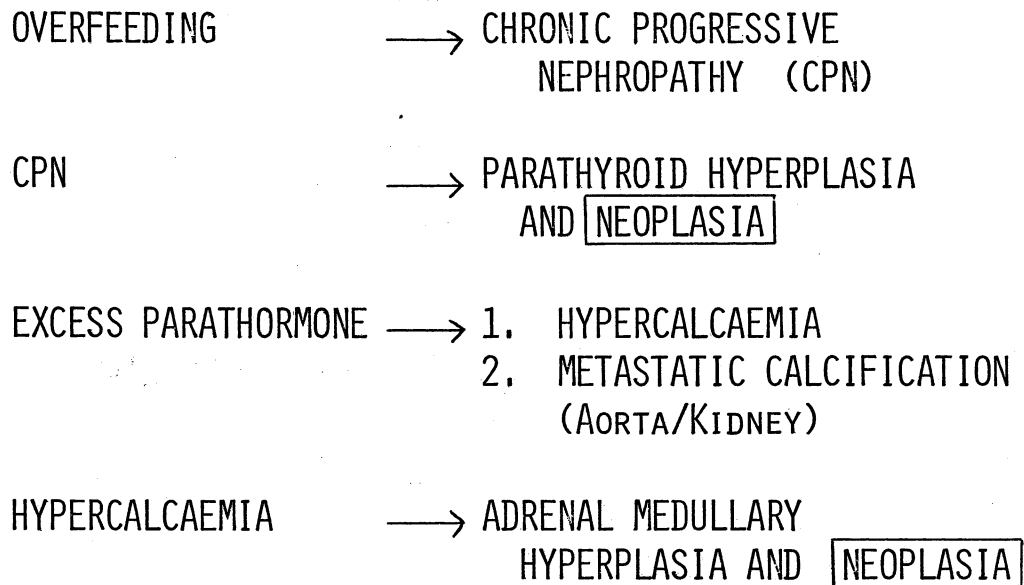 OVERFEEDING ⟶ CHRONIC PROGRESSIVE
NEPHROPATHY (CPN)
CPN ⟶ PARATHYROID HYPERPLASIA
AND NEOPLASIA
EXCESS PARATHORMONE ⟶ 1. HYPERCALCAEMIA
2. METASTATIC CALCIFICATION
(AORTA/KIDNEY)
HYPERCALCAEMIA ⟶ ADRENAL MEDULLARY
HYPERPLASIA AND NEOPLASIA